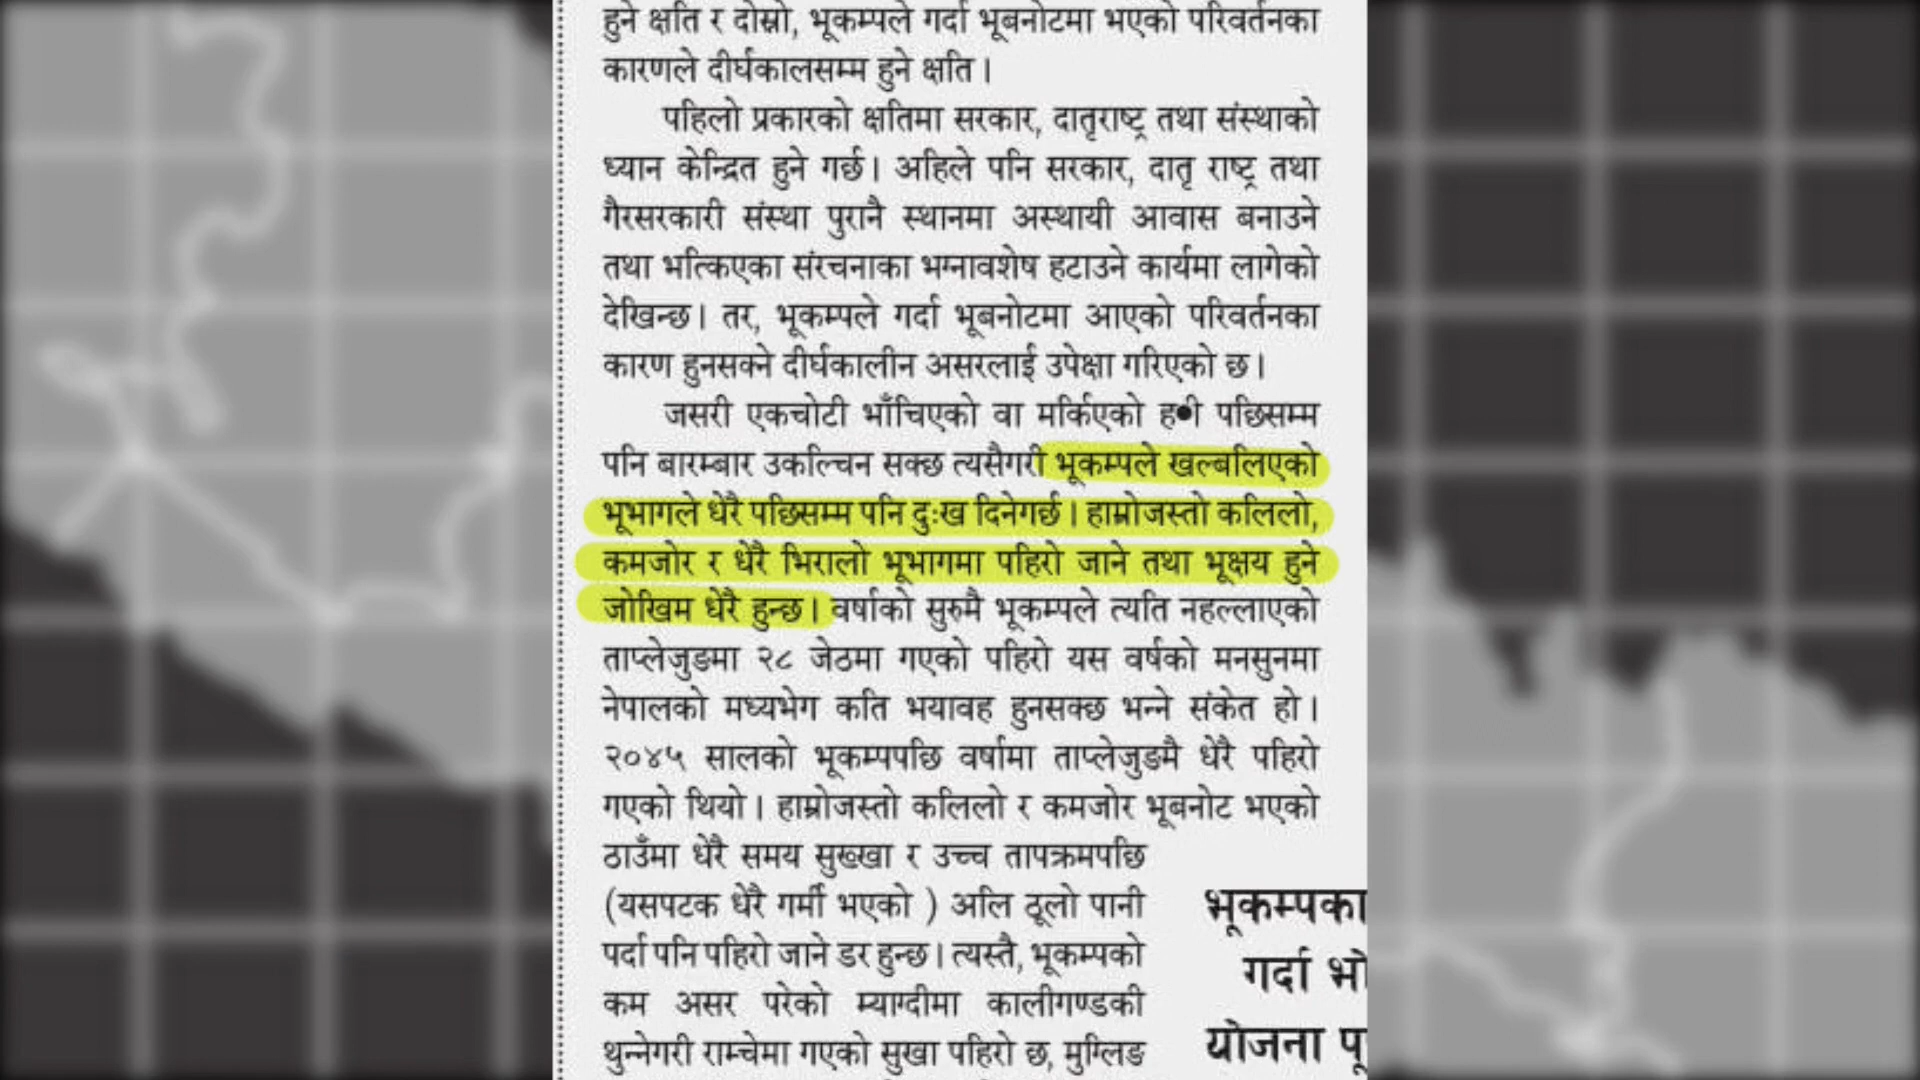 हुने क्षति र दोस्रो, भूकम्पले गर्दा भूबनोटमा भएको परिवर्तनका
कारणले दीर्घकालसम्म हुने क्षति ।
पहिलो प्रकारको क्षतिमा सरकार, दातृराष्ट्र तथा संस्थाको
ध्यान केन्द्रित हुने गर्छ । अहिले पनि सरकार, दातृ राष्ट्र तथा
गैरसरकारी संस्था पुरानै स्थानमा अस्थायी आवास बनाउने
तथा भत्किएका संरचनाका भग्नावशेष हटाउने कार्यमा लागेको
देखिन्छ । तर, भूकम्पले गर्दा भूबनोटमा आएको परिवर्तनका
कारण हुनसक्ने दीर्घकालीन असरलाई उपेक्षा गरिएको छ ।
जसरी एकचोटी भाँचिएको वा मर्किएको ह●ी पछिसम्म
पनि बारम्बार उकल्चिन सक्छ त्यसैगरी भूकम्पले खल्बलिएको
भूभागले धेरै पछिसम्म पनि दुःख दिनेगर्छ । हाम्रोजस्तो कलिलो,
कमजोर र धेरै भिरालो भूभागमा पहिरो जाने तथा भूक्षय हुने
जोखिम धेरै हुन्छ । वर्षाको सुरुमै भूकम्पले त्यति नहल्लाएको
ताप्लेजुङमा २८ जेठमा गएको पहिरो यस वर्षको मनसुनमा
नेपालको मध्यभेग कति भयावह हुनसक्छ भन्ने संकेत हो ।
२०४५ सालको भूकम्पपछि वर्षामा ताप्लेजुङमै धेरै पहिरो
गएको थियो । हाम्रोजस्तो कलिलो र कमजोर भूबनोट भएको
ठाउँमा धेरै समय सुख्खा र उच्च तापक्रमपछि
(यसपटक धेरै गर्मी भएको ) अलि ठूलो पानी
पर्दा पनि पहिरो जाने डर हुन्छ । त्यस्तै, भूकम्पको
कम असर परेको म्याग्दीमा कालीगण्डकी
थुन्नेगरी राम्चेमा गएको सुखा पहिरो छ, मुग्लिङ
भूकम्पका
गर्दा भो
योजना पू